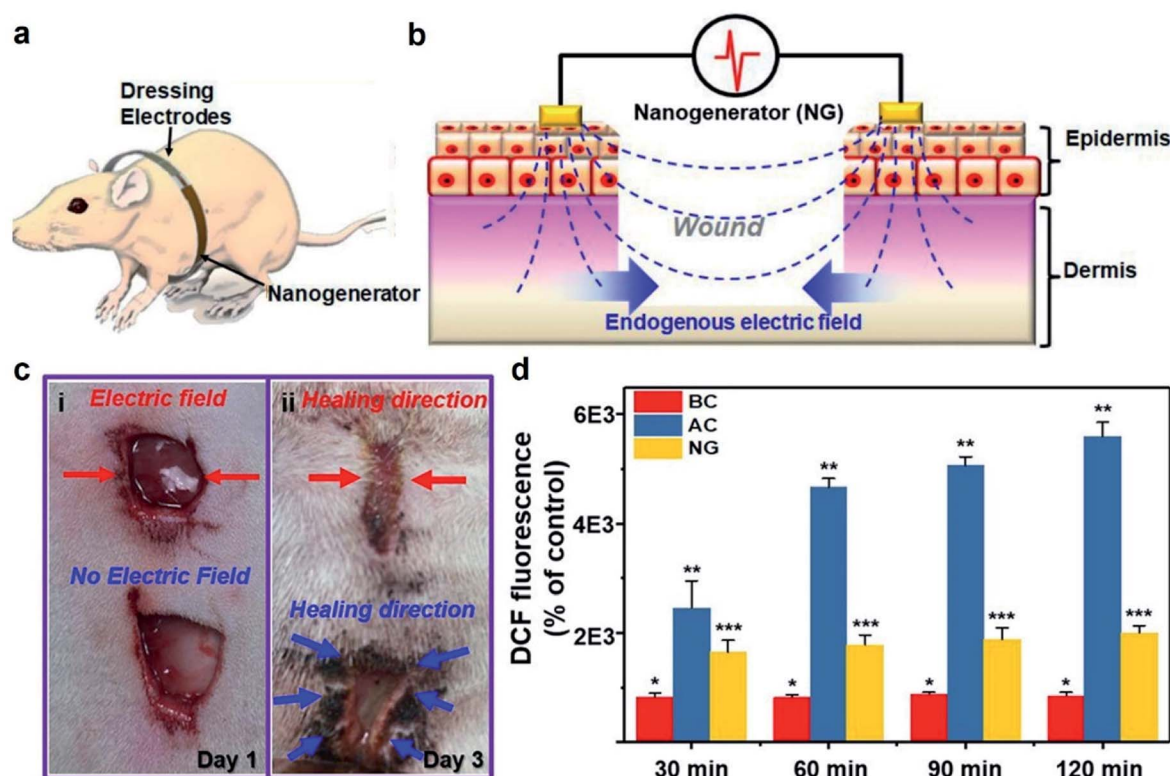 a
Dressing
Electrodes
Nanogenerator
b
Nanogenerator (NG)
Epidermis
Wound
Dermis
Endogenous electric field
c
i
Electric field
No Electric Field
Day 1
ii
Healing direction
Healing direction
Day 3
d
DCF fluorescence
(% of control)
6E3
4E3
2E3
BC
AC
NG
*
**
***
*
**
***
*
**
***
*
**
***
30 min
60 min
90 min
120 min